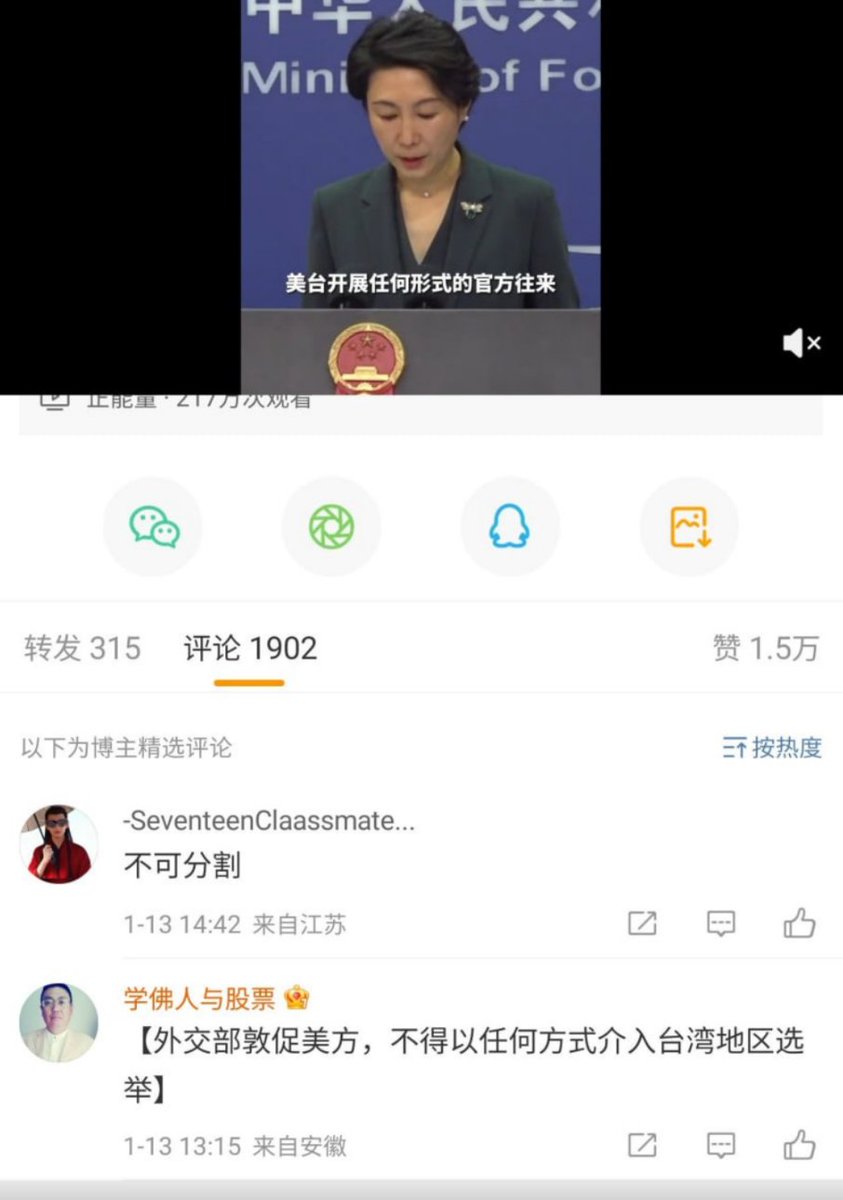 中华人民共和
Mini of Fo
美台开展任何形式的官方往来
正能量 · 217万次观看
转发 315 评论 1902 赞 1.5万
以下为博主精选评论 按热度
-SeventeenClaassmate...
不可分割
1-13 14:42 来自江苏
学佛人与股票
【外交部敦促美方，不得以任何方式介入台湾地区选
举】
1-13 13:15 来自安徽